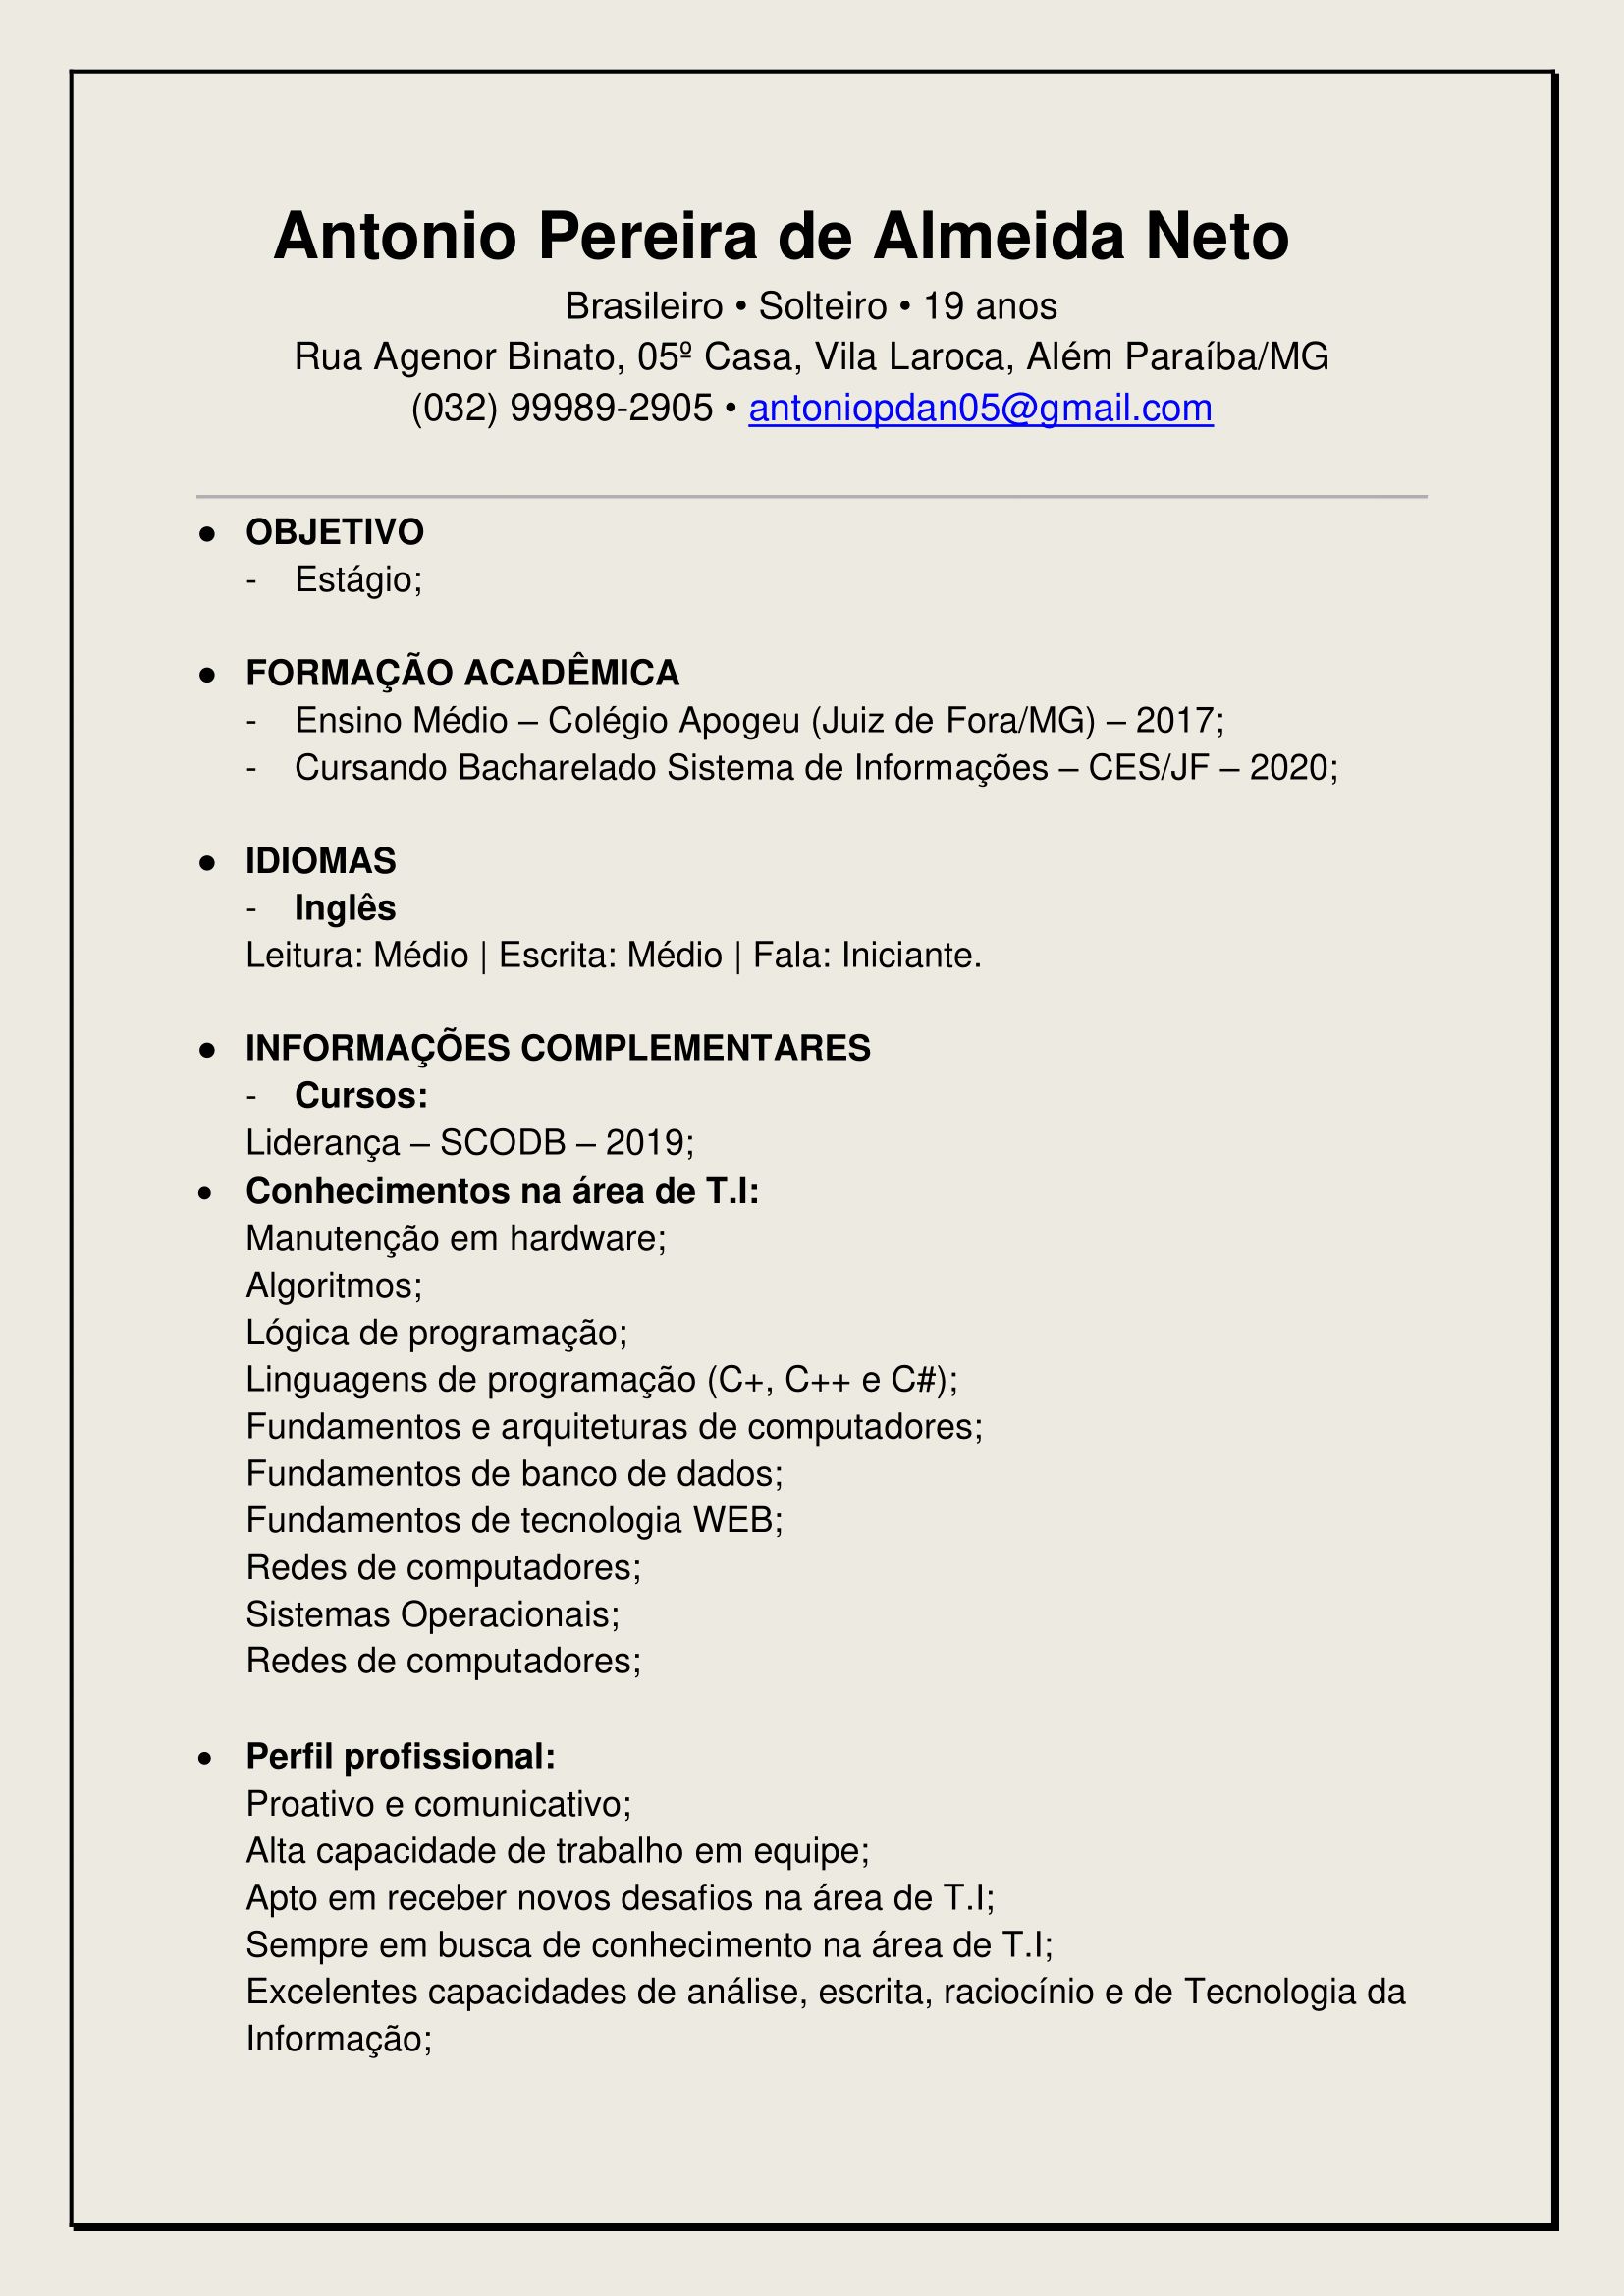 Antonio Pereira de Almeida Neto
Brasileiro • Solteiro • 19 anos
Rua Agenor Binato, 05º Casa, Vila Laroca, Além Paraíba/MG
(032) 99989-2905 • antoniopdan05@gmail.com
● OBJETIVO
- Estágio;
● FORMAÇÃO ACADÊMICA
- Ensino Médio – Colégio Apogeu (Juiz de Fora/MG) – 2017;
- Cursando Bacharelado Sistema de Informações – CES/JF – 2020;
● IDIOMAS
- Inglês
Leitura: Médio | Escrita: Médio | Fala: Iniciante.
● INFORMAÇÕES COMPLEMENTARES
- Cursos:
Liderança – SCODB – 2019;
• Conhecimentos na área de T.I:
Manutenção em hardware;
Algoritmos;
Lógica de programação;
Linguagens de programação (C+, C++ e C#);
Fundamentos e arquiteturas de computadores;
Fundamentos de banco de dados;
Fundamentos de tecnologia WEB;
Redes de computadores;
Sistemas Operacionais;
Redes de computadores;
• Perfil profissional:
Proativo e comunicativo;
Alta capacidade de trabalho em equipe;
Apto em receber novos desafios na área de T.I;
Sempre em busca de conhecimento na área de T.I;
Excelentes capacidades de análise, escrita, raciocínio e de Tecnologia da
Informação;